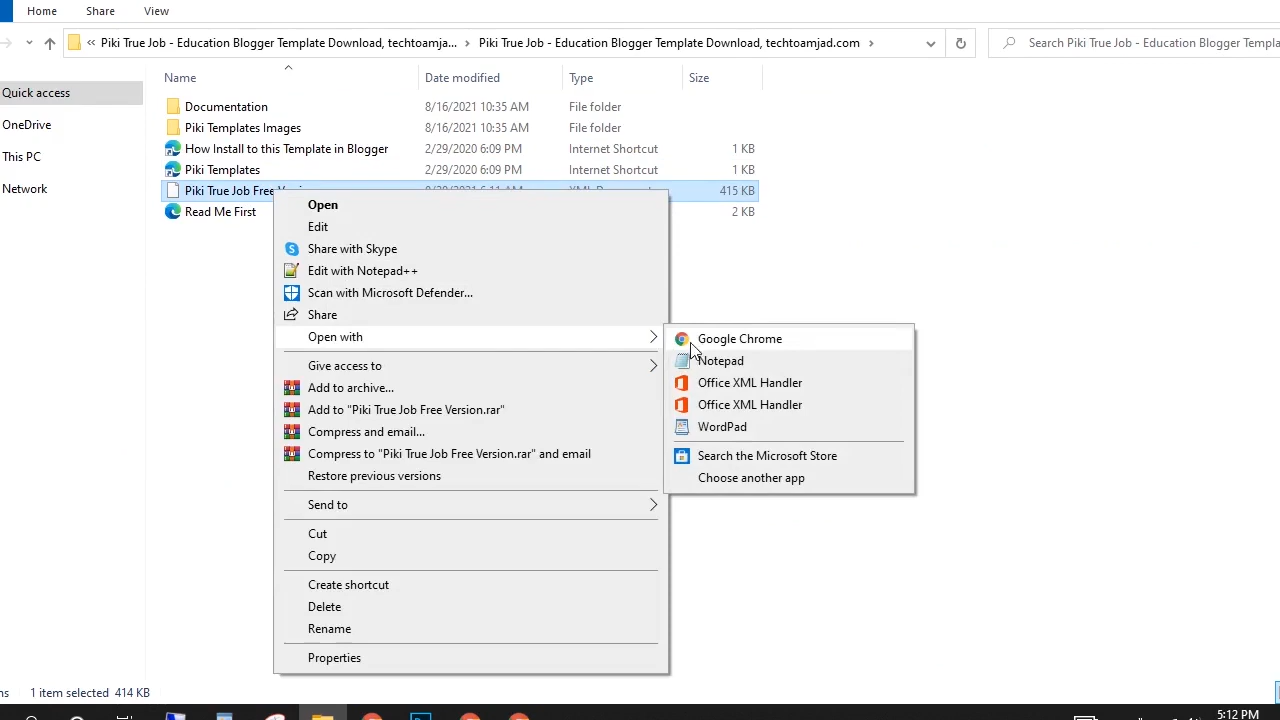 Home Share View
« Piki True Job - Education Blogger Template Download, techtoamja... › Piki True Job - Education Blogger Template Download, techtoamjad.com ›
Search Piki True Job - Education Blogger Templa
Name Date modified Type Size
Quick access
OneDrive
This PC
Network
Documentation 8/16/2021 10:35 AM File folder
Piki Templates Images 8/16/2021 10:35 AM File folder
How Install to this Template in Blogger 2/29/2020 6:09 PM Internet Shortcut 1 KB
Piki Templates 2/29/2020 6:09 PM Internet Shortcut 1 KB
Piki True Job Free 415 KB
Read Me First 2 KB
Open
Edit
Share with Skype
Edit with Notepad++
Scan with Microsoft Defender...
Share
Open with
Give access to
Add to archive...
Add to "Piki True Job Free Version.rar"
Compress and email...
Compress to "Piki True Job Free Version.rar" and email
Restore previous versions
Send to
Cut
Copy
Create shortcut
Delete
Rename
Properties
Google Chrome
Notepad
Office XML Handler
Office XML Handler
WordPad
Search the Microsoft Store
Choose another app
1 item selected 414 KB
5:12 PM